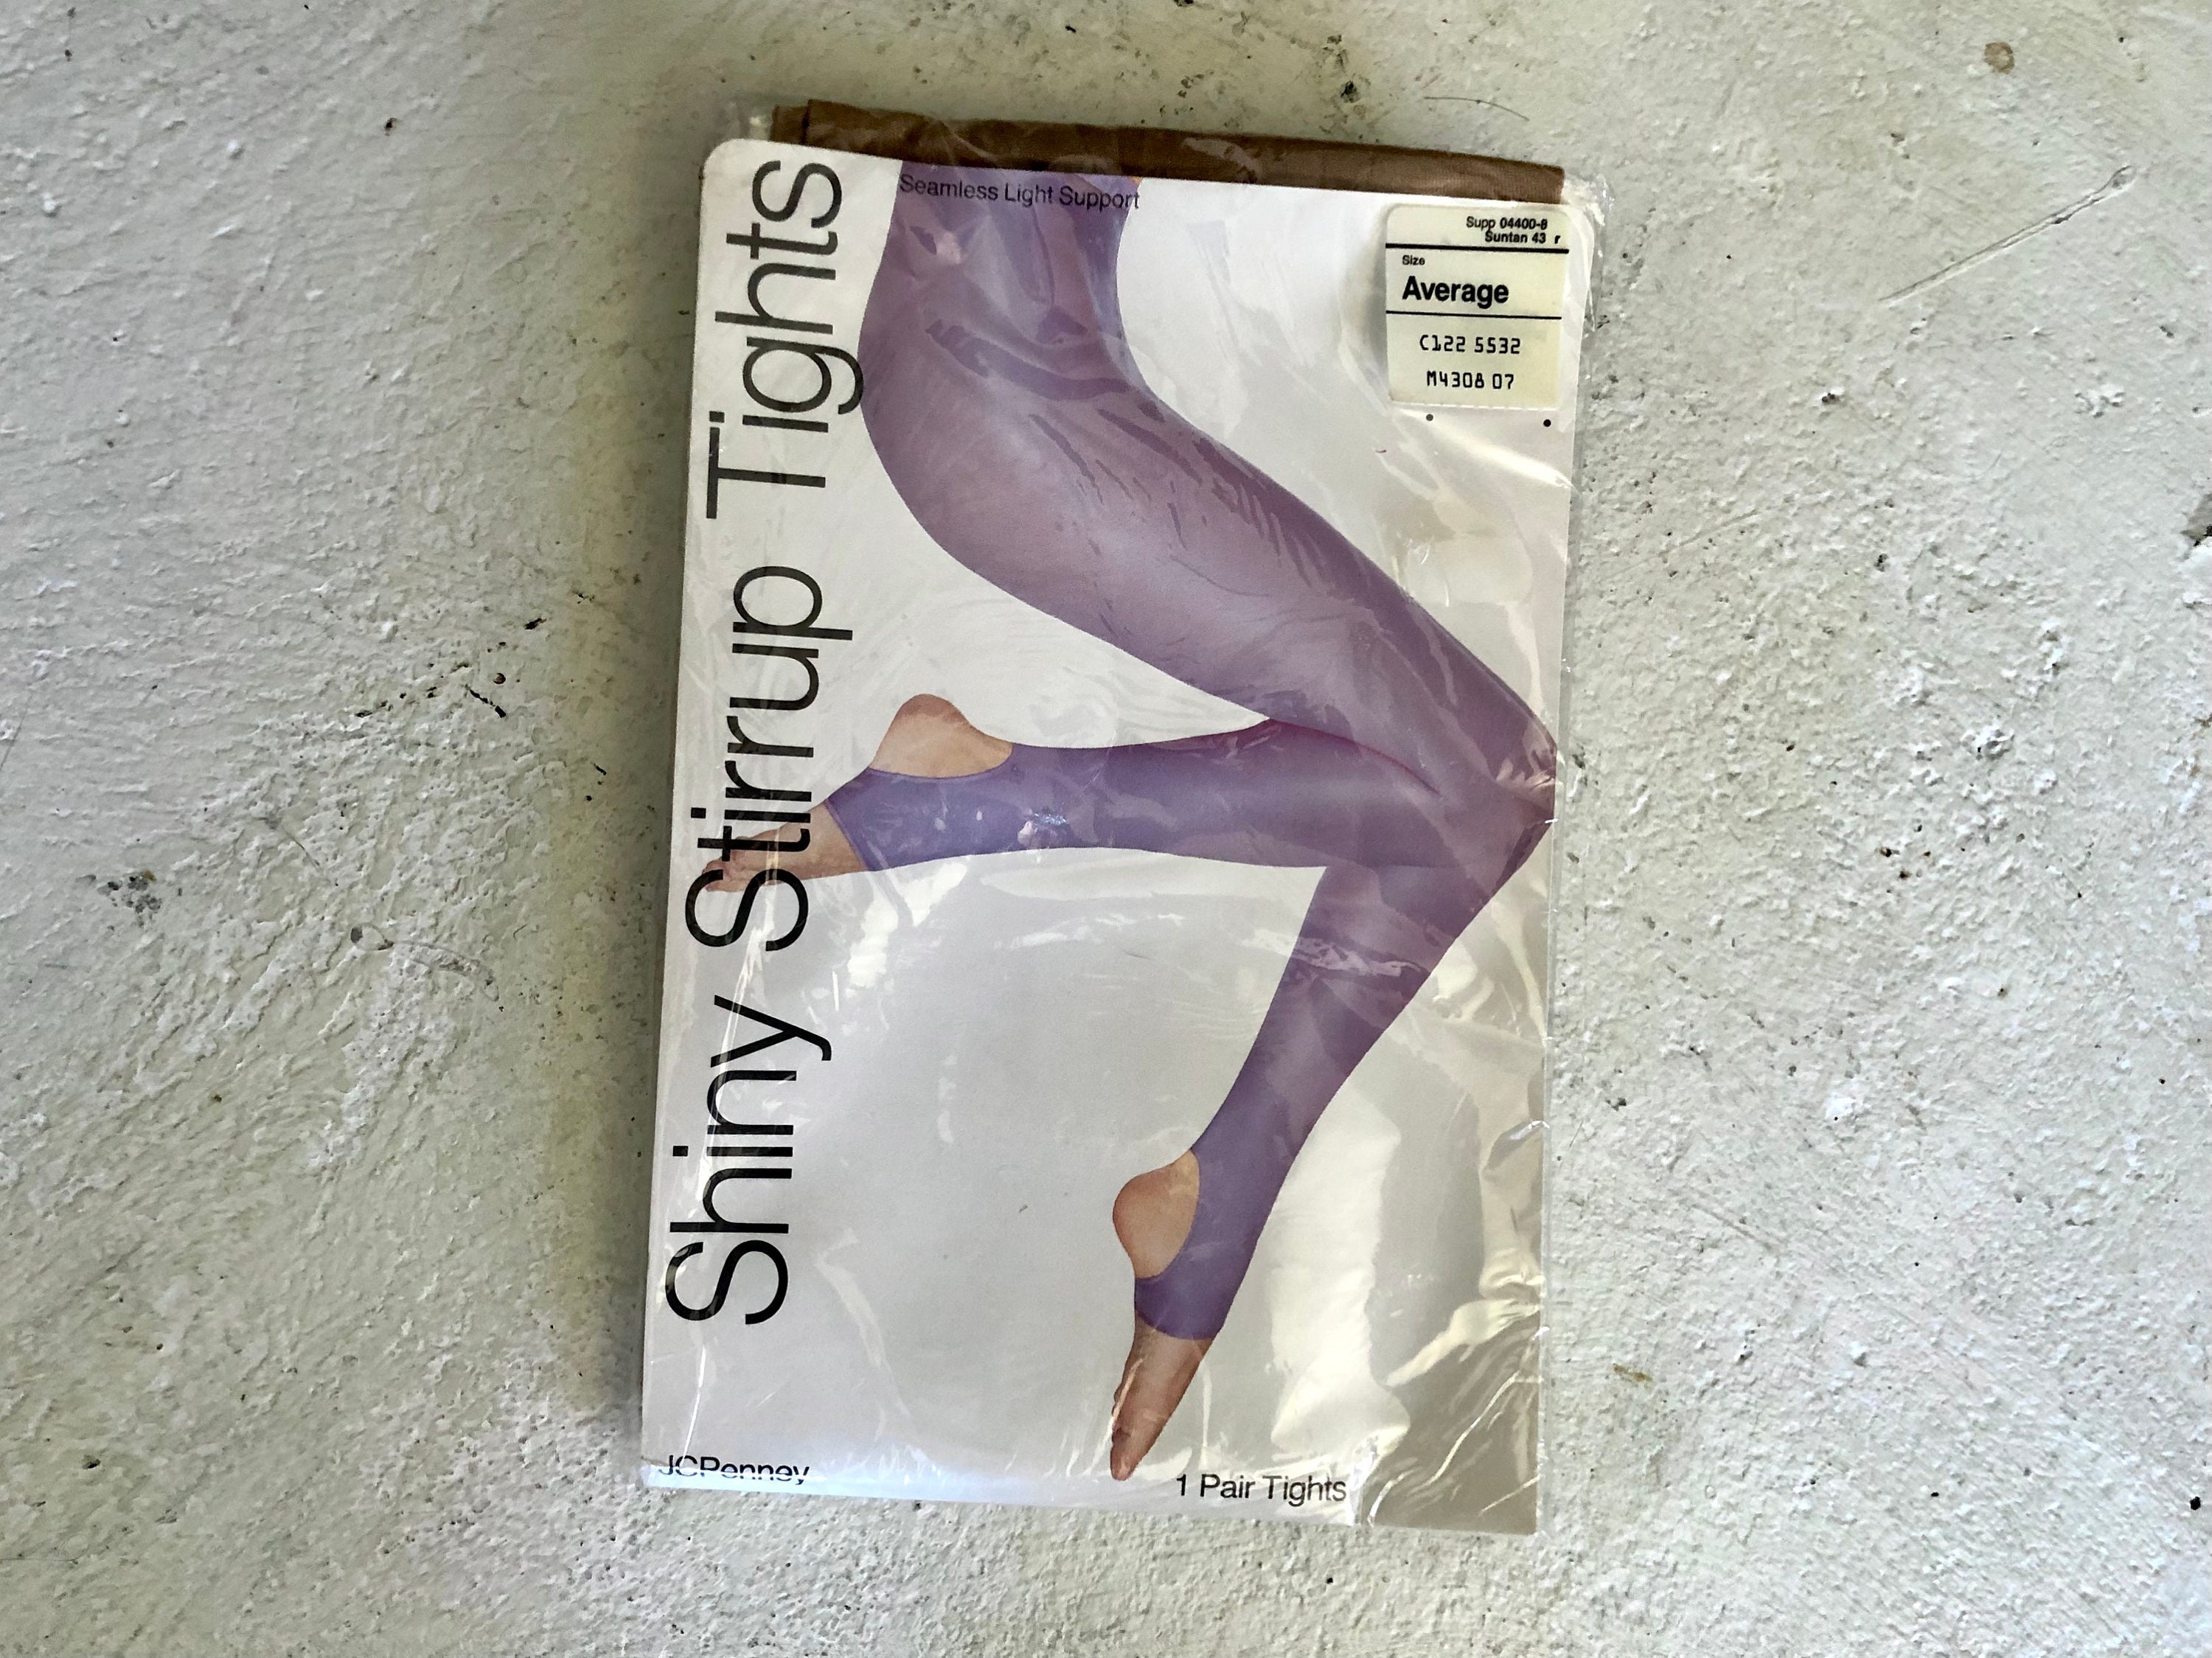 Shiny Stirrup Tights
Seamless Light Support
Supp 04400-8
Suntan 43 r
Size
Average
C122 5532
M4308 07
JCPenney
1 Pair Tights